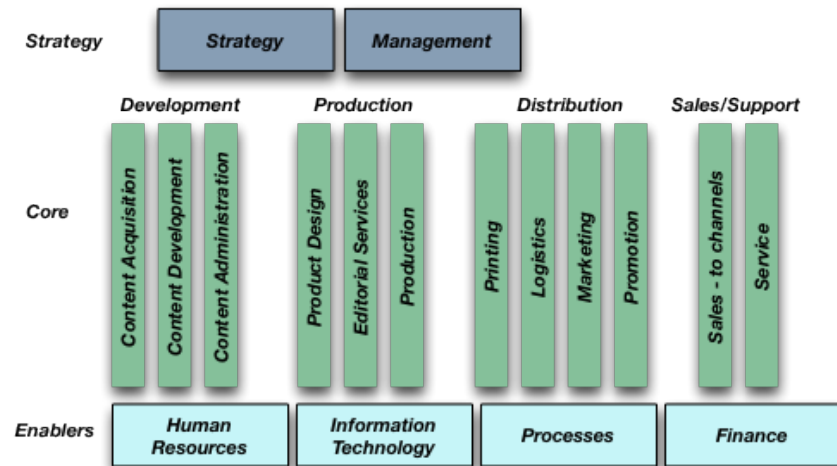 Strategy
Strategy
Management
Development
Production
Distribution
Sales/Support
Core
Content Acquisition
Content Development
Content Administration
Product Design
Editorial Services
Production
Printing
Logistics
Marketing
Promotion
Sales - to channels
Service
Enablers
Human
Resources
Information
Technology
Processes
Finance